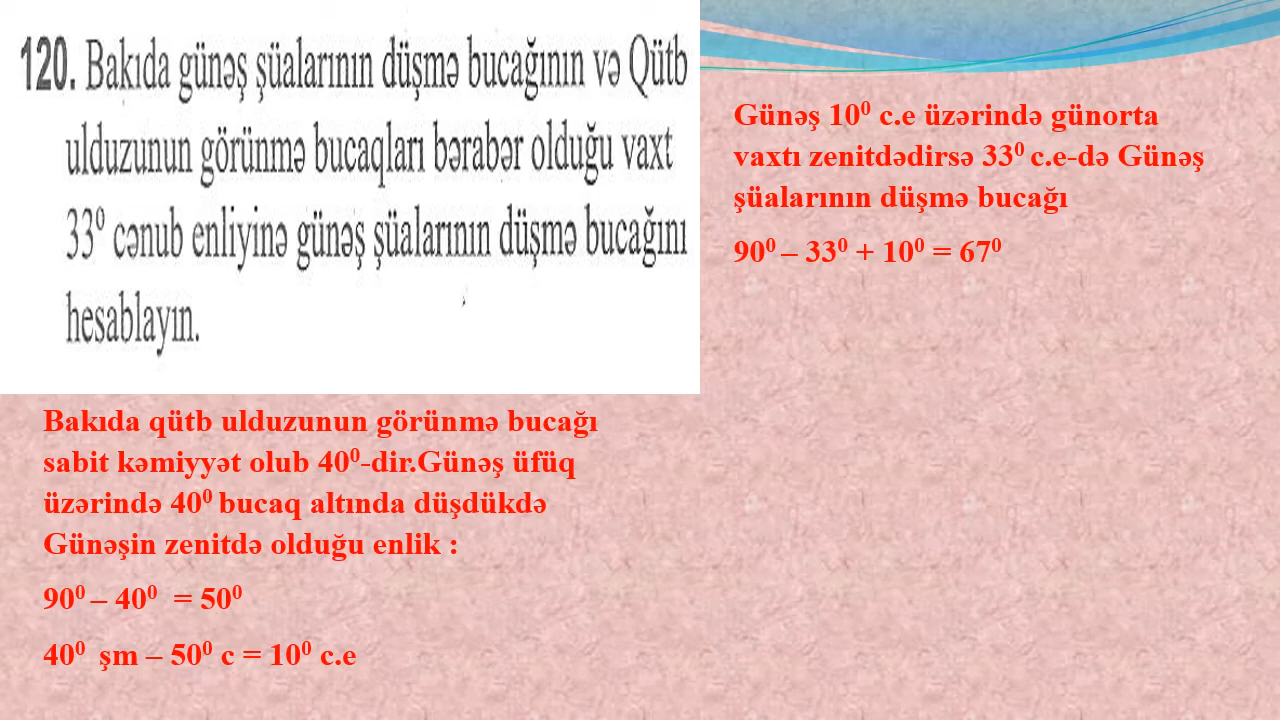 120. Bakıda günəş şüalarının düşmə bucağının və Qütb
ulduzunun görünmə bucaqları bərabər olduğu vaxt
33⁰ cənub enliyinə günəş şüalarının düşmə bucağını
hesablayın.
Bakıda qütb ulduzunun görünmə bucağı
sabit kəmiyyət olub 40⁰-dir.Günəş üfüq
üzərində 40⁰ bucaq altında düşdükdə
Günəşin zenitdə olduğu enlik :
90⁰ – 40⁰ = 50⁰
40⁰ şm – 50⁰ c = 10⁰ c.e
Günəş 10⁰ c.e üzərində günorta
vaxtı zenitdədirsə 33⁰ c.e-də Günəş
şüalarının düşmə bucağı
90⁰ – 33⁰ + 10⁰ = 67⁰